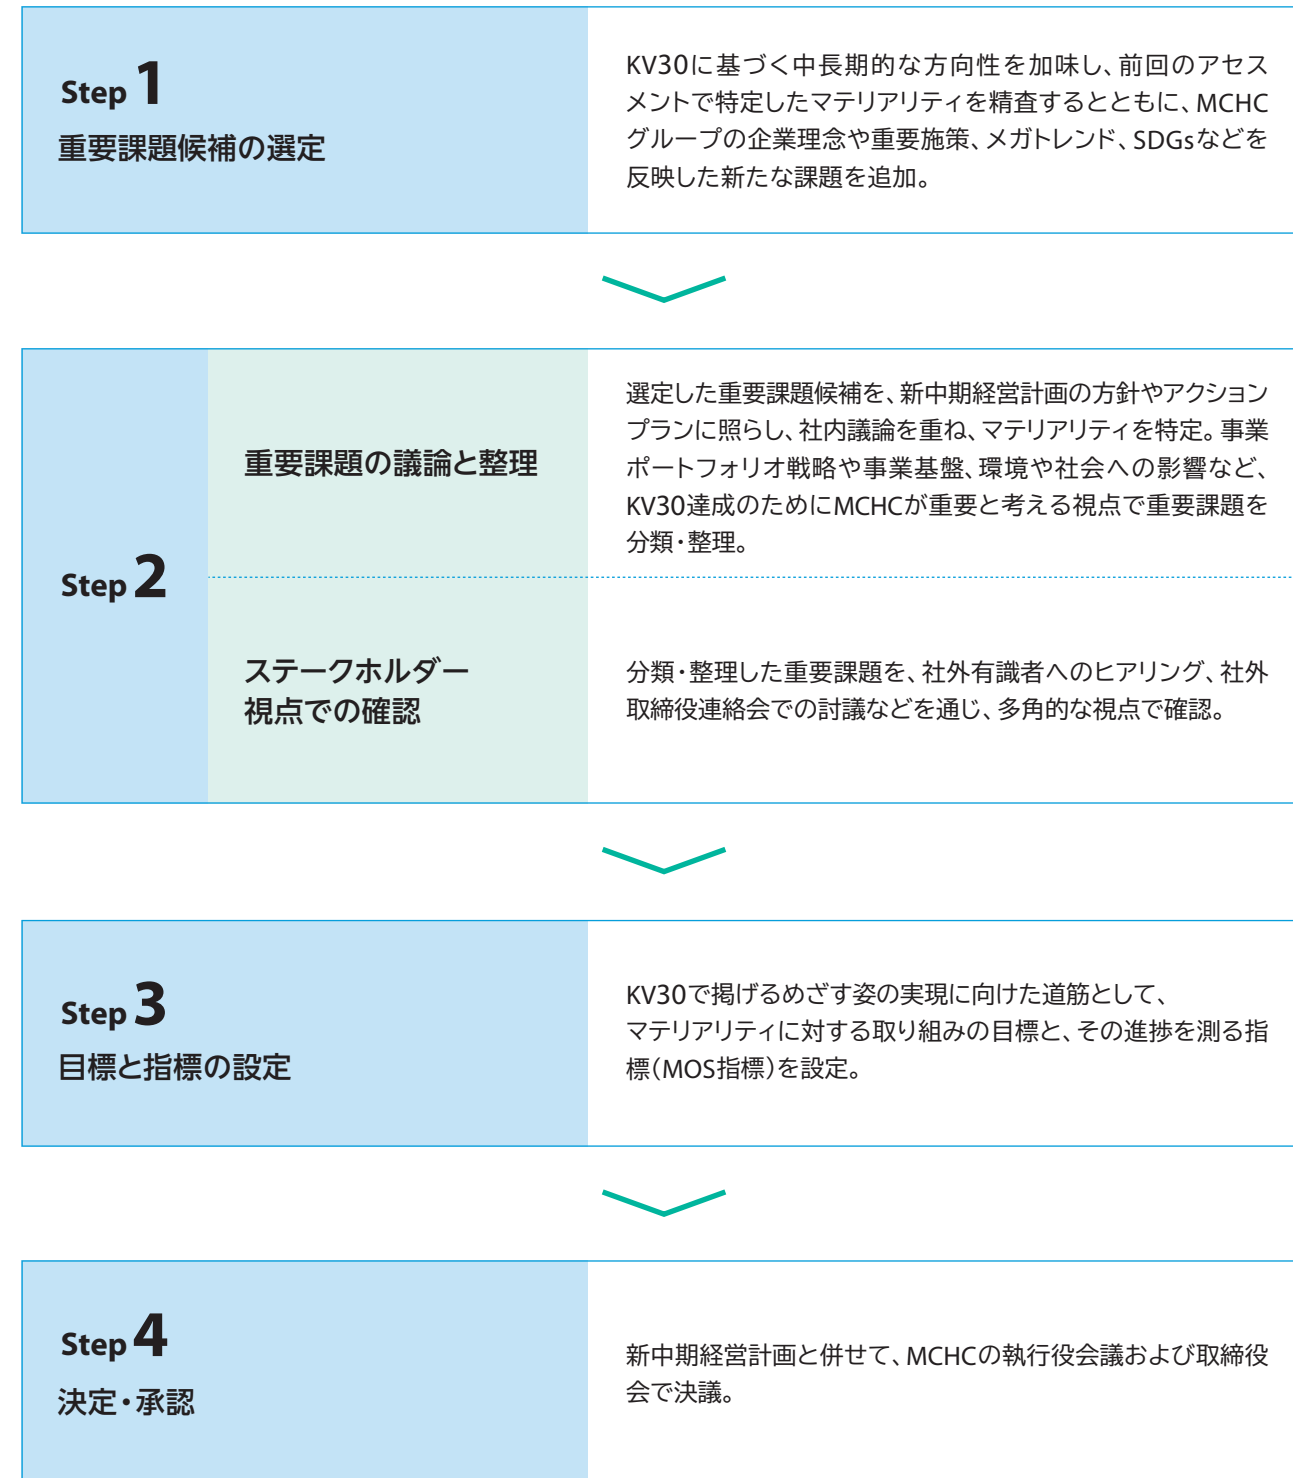 Step 1
重要課題候補の選定
KV30に基づく中長期的な方向性を加味し、前回のアセス
メントで特定したマテリアリティを精査するとともに、MCHC
グループの企業理念や重要施策、メガトレンド、SDGsなどを
反映した新たな課題を追加。
Step 2
重要課題の議論と整理
選定した重要課題候補を、新中期経営計画の方針やアクション
プランに照らし、社内議論を重ね、マテリアリティを特定。事業
ポートフォリオ戦略や事業基盤、環境や社会への影響など、
KV30達成のためにMCHCが重要と考える視点で重要課題を
分類・整理。
ステークホルダー
視点での確認
分類・整理した重要課題を、社外有識者へのヒアリング、社外
取締役連絡会での討議などを通じ、多角的な視点で確認。
Step 3
目標と指標の設定
KV30で掲げるめざす姿の実現に向けた道筋として、
マテリアリティに対する取り組みの目標と、その進捗を測る指
標(MOS指標)を設定。
Step 4
決定・承認
新中期経営計画と併せて、MCHCの執行役会議および取締役
会で決議。